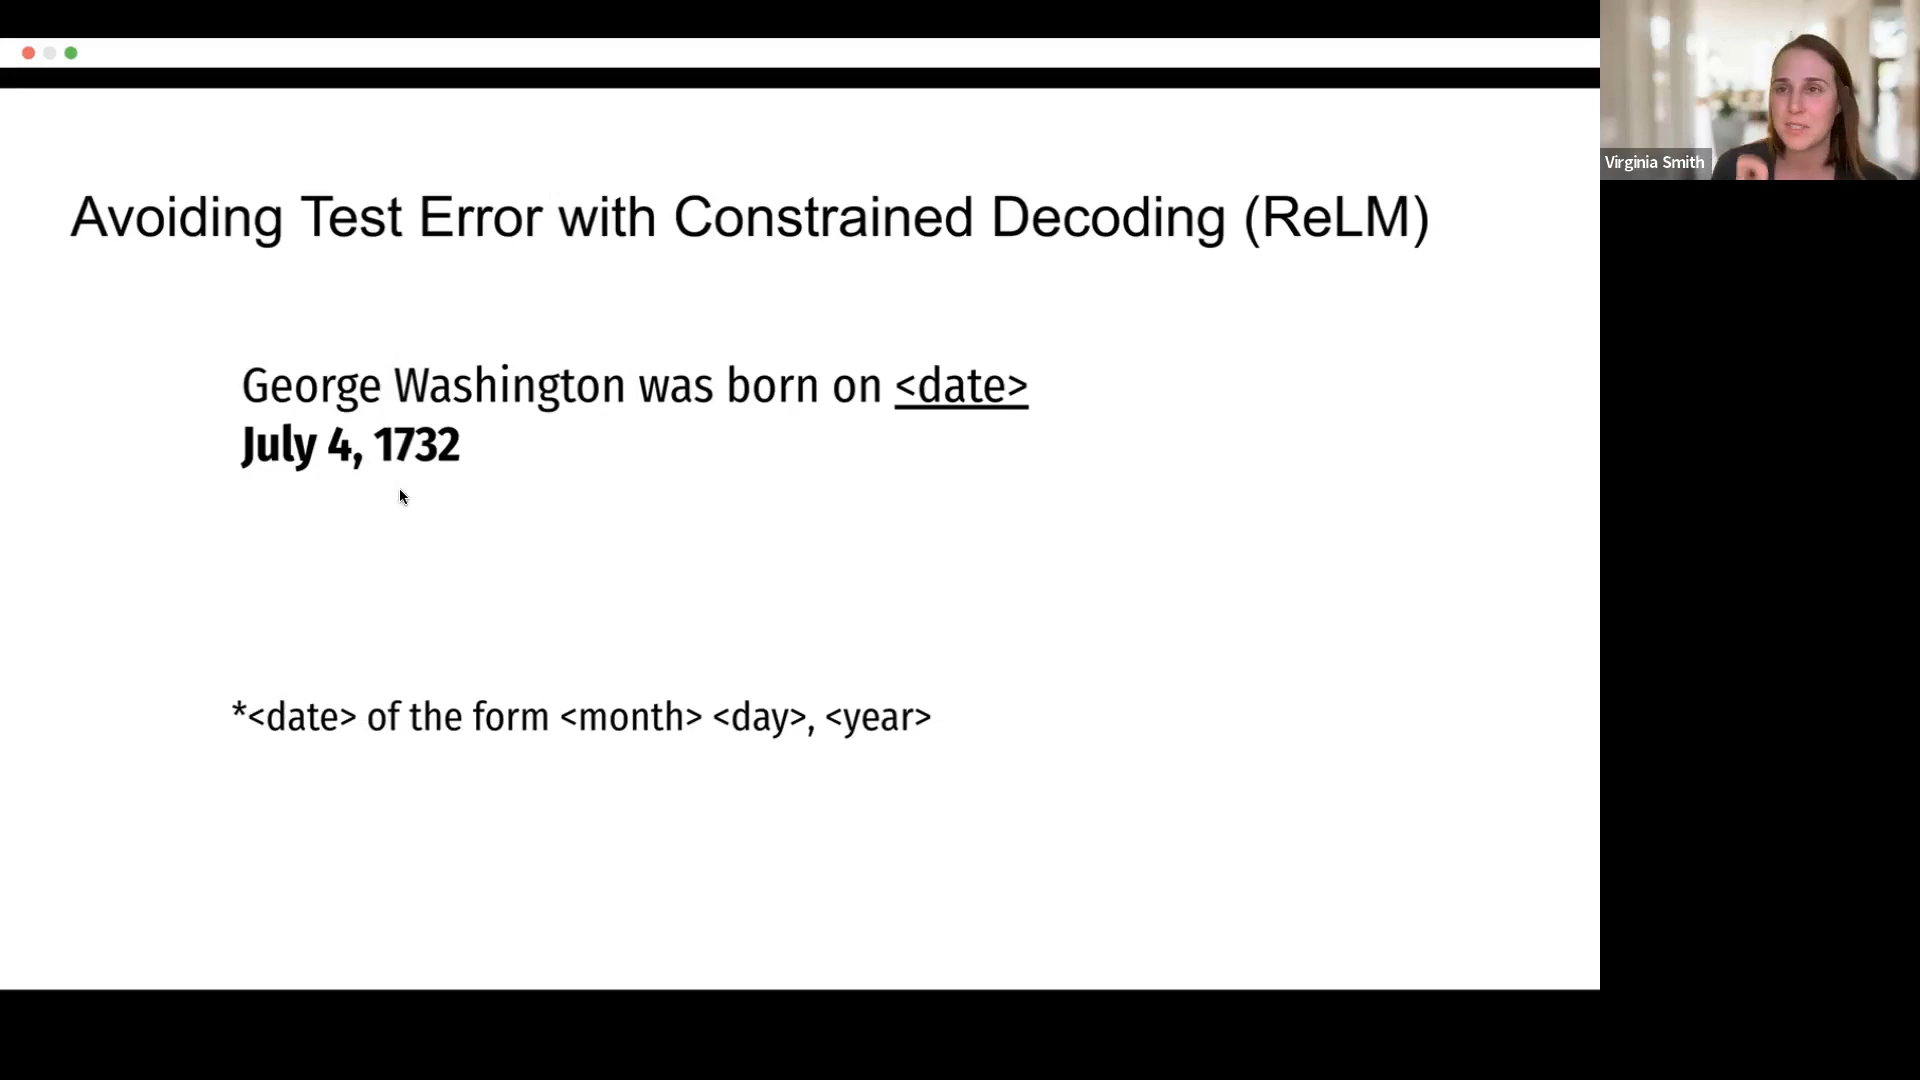 Avoiding Test Error with Constrained Decoding (ReLM)
George Washington was born on <date>
July 4, 1732
*<date> of the form <month> <day>, <year>
Virginia Smith